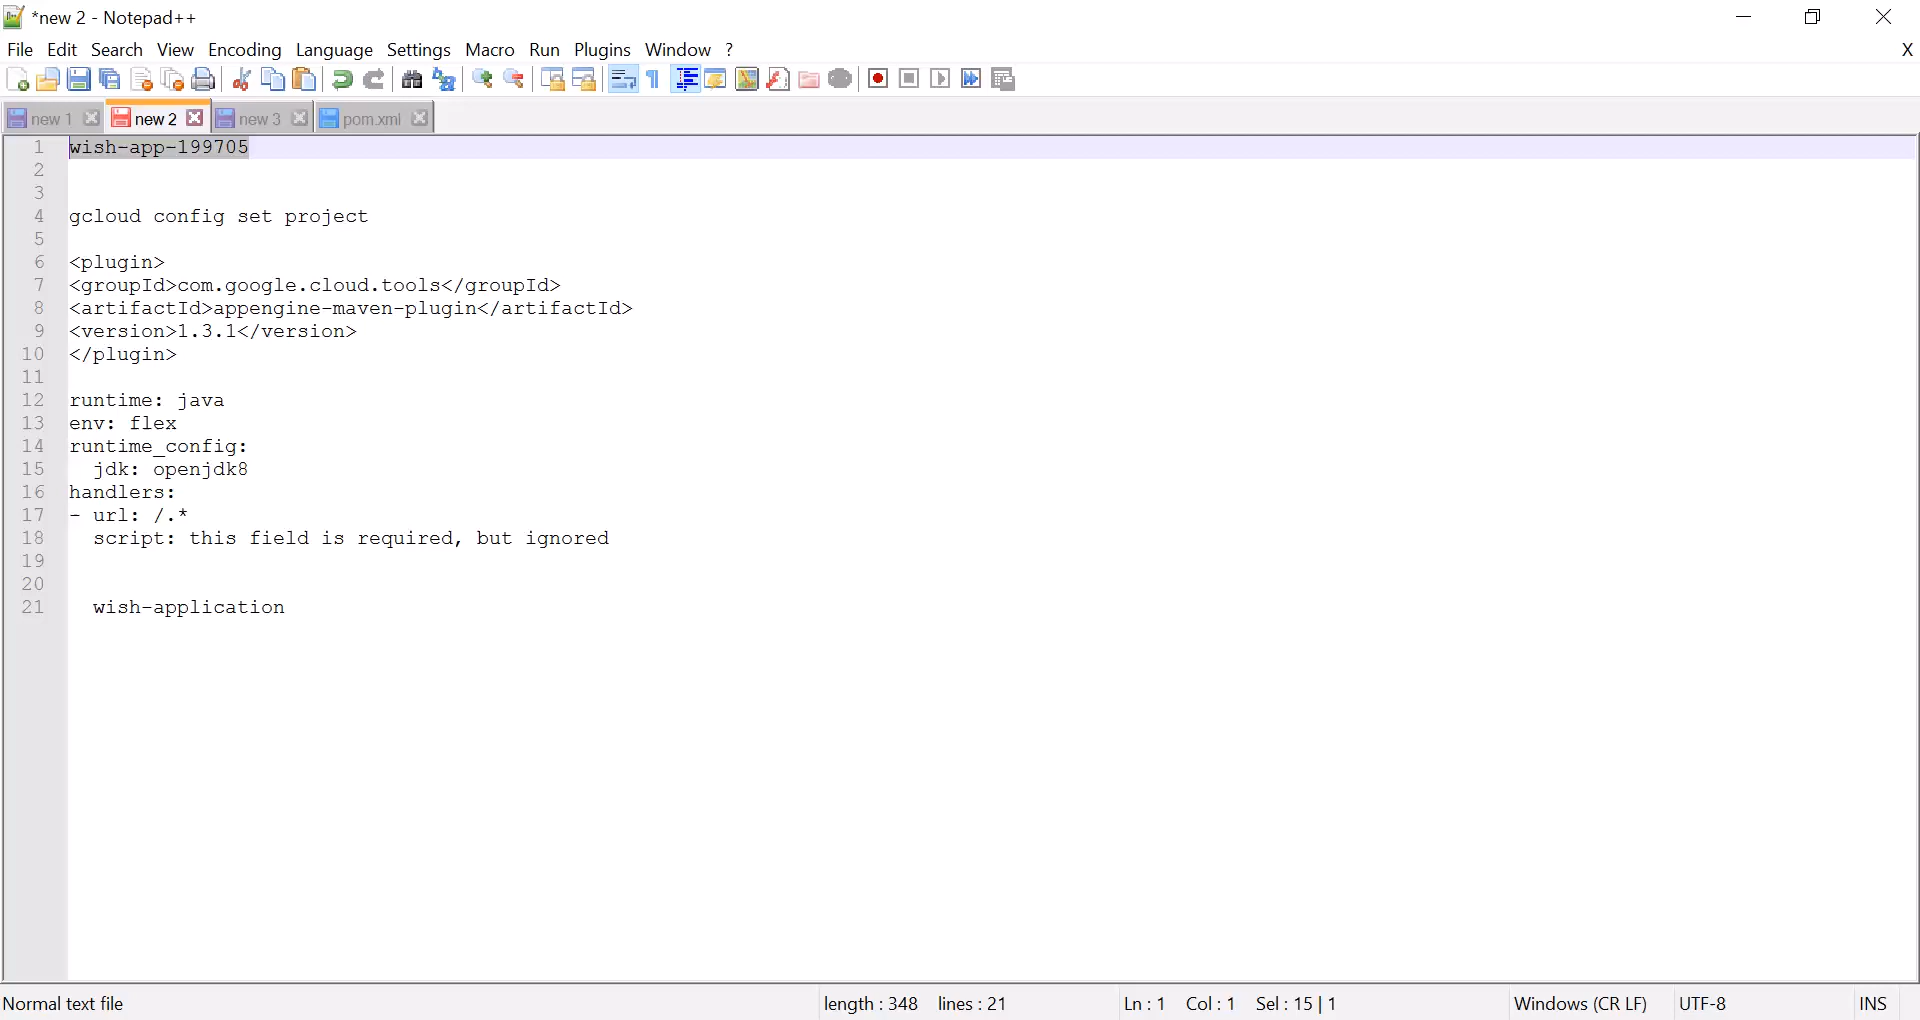 *new 2 - Notepad++
File Edit Search View Encoding Language Settings Macro Run Plugins Window ? X
new 1 new 2 new 3 pom.xml
1 wish-app-199705
2
3
4 gcloud config set project
5
6 <plugin>
7 <groupId>com.google.cloud.tools</groupId>
8 <artifactId>appengine-maven-plugin</artifactId>
9 <version>1.3.1</version>
10 </plugin>
11
12 runtime: java
13 env: flex
14 runtime_config:
15   jdk: openjdk8
16 handlers:
17 - url: /.*
18   script: this field is required, but ignored
19
20
21   wish-application
Normal text file length : 348 lines : 21 Ln : 1 Col : 1 Sel : 15 | 1 Windows (CR LF) UTF-8 INS